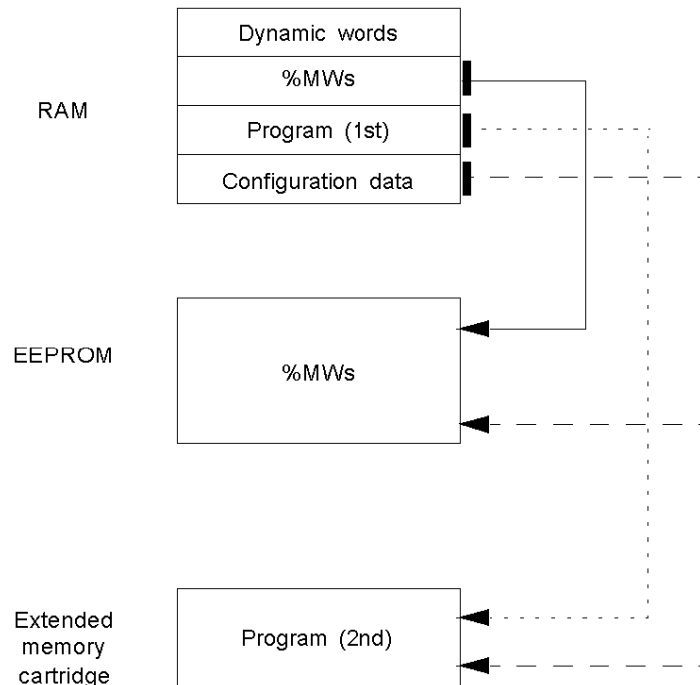 Dynamic words
%MWs
RAM
Program (1st)
Configuration data
EEPROM
%MWs
Extended
memory
cartridge
Program (2nd)